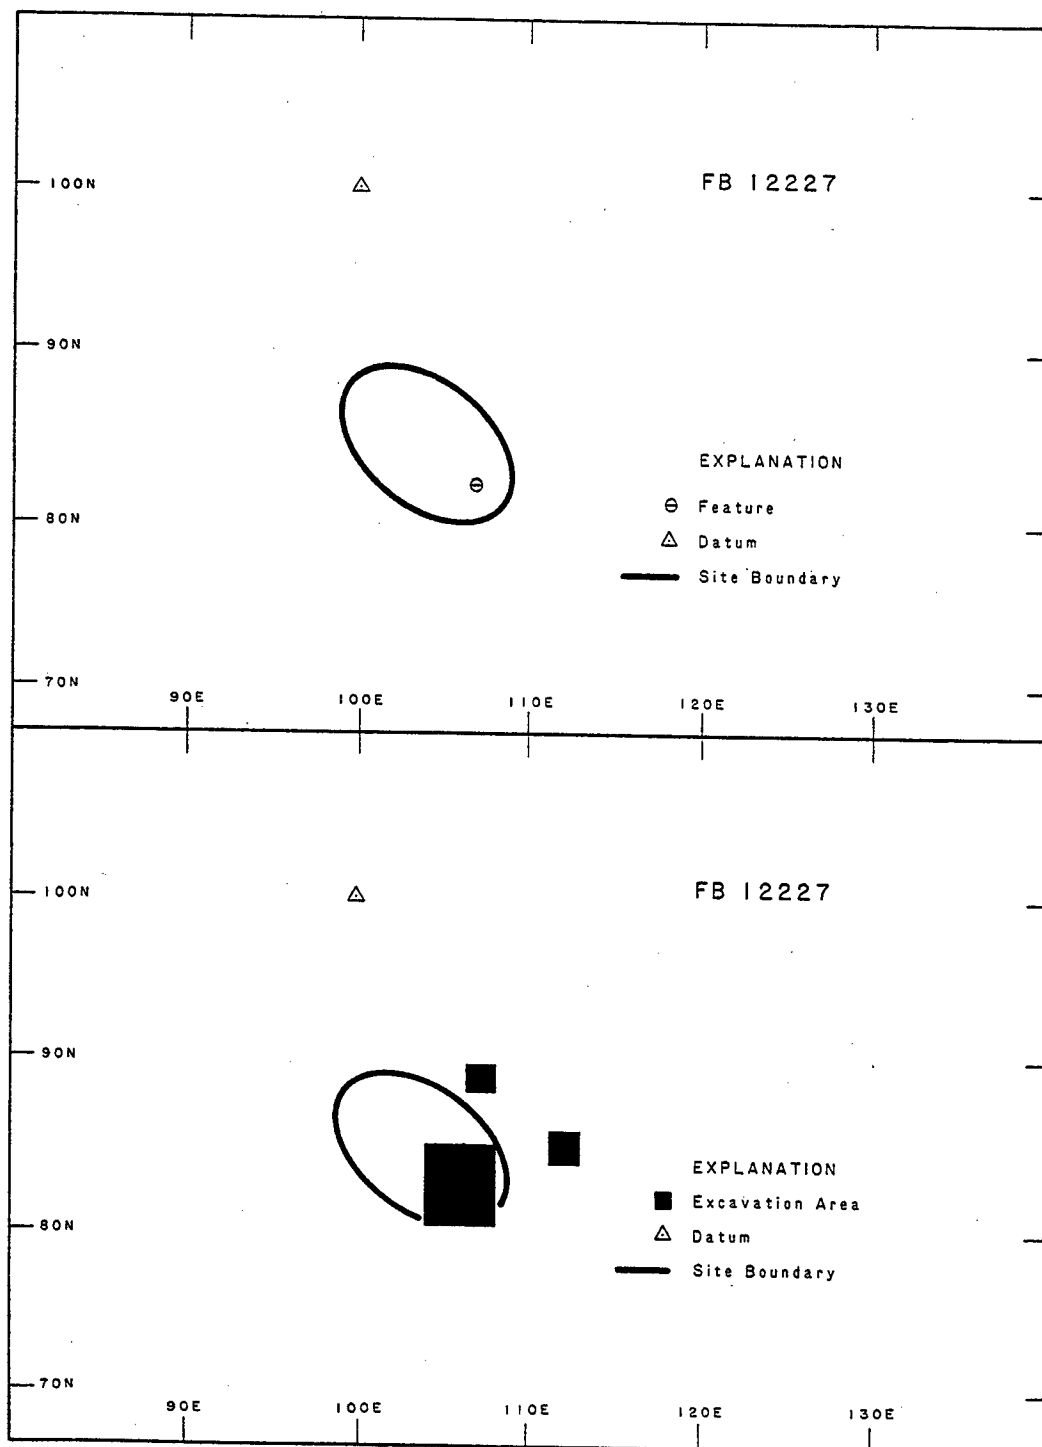 100N
FB 12227
90N
EXPLANATION
Feature
80N
Datum
Site Boundary
70N
90E 100E 110E 120E 130E
100N
FB 12227
90N
EXPLANATION
Excavation Area
80N
Datum
Site Boundary
70N
90E 100E 110E 120E 130E